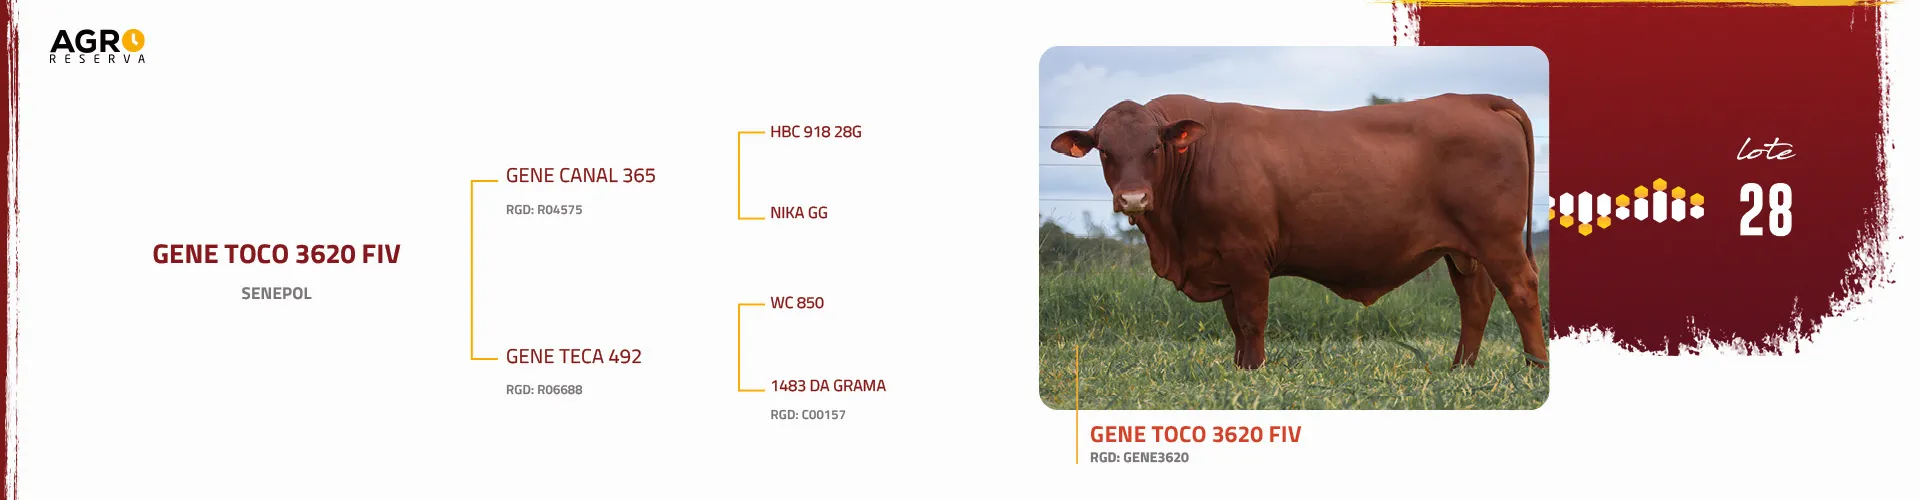 AGRO
RESERVA
GENE TOCO 3620 FIV
SENEPOL
GENE CANAL 365
RGD: R04575
GENE TECA 492
RGD: R06688
HBC 918 28G
NIKA GG
WC 850
1483 DA GRAMA
RGD: C00157
GENE TOCO 3620 FIV
RGD: GENE3620
lote
28